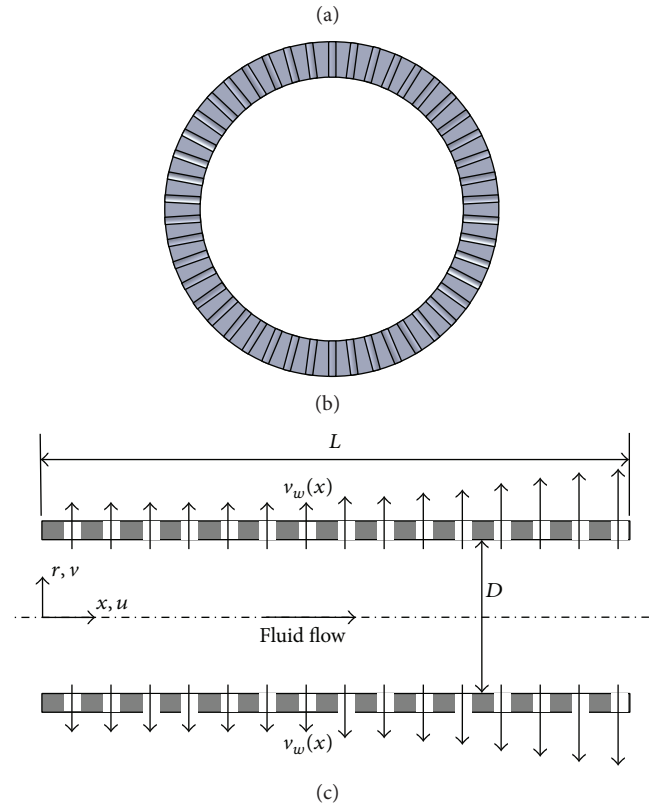 (a)
(b)
L
v_w(x)
r, v
x, u
D
Fluid flow
v_w(x)
(c)